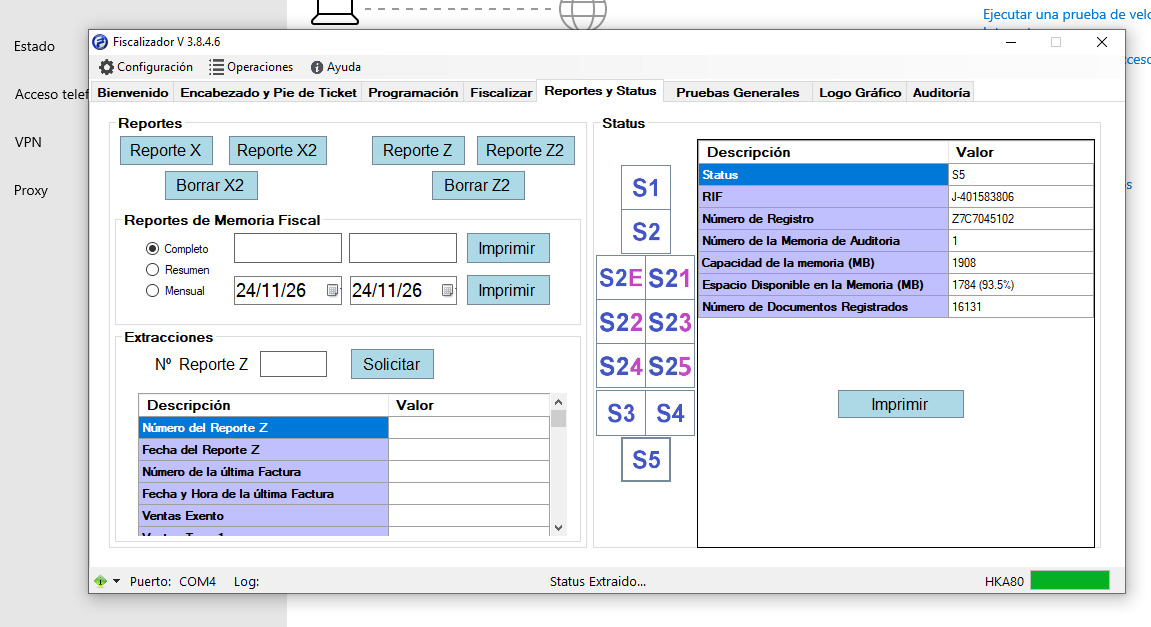 Ejecutar una prueba de velo
Estado
Acceso telef
VPN
Proxy
Fiscalizador V 3.8.4.6
Configuración Operaciones Ayuda
Bienvenido Encabezado y Pie de Ticket Programación Fiscalizar Reportes y Status Pruebas Generales Logo Gráfico Auditoría
Reportes
Reporte X Reporte X2 Reporte Z Reporte Z2
Borrar X2 Borrar Z2
Reportes de Memoria Fiscal
Completo Imprimir
Resumen
Mensual 24/11/26 24/11/26 Imprimir
Extracciones
Nº Reporte Z Solicitar
Descripción Valor
Número del Reporte Z
Fecha del Reporte Z
Número de la última Factura
Fecha y Hora de la última Factura
Ventas Exento
Status
S1
S2
S2E S21
S22 S23
S24 S25
S3 S4
S5
Descripción Valor
Status S5
RIF J-401583806
Número de Registro Z7C7045102
Número de la Memoria de Auditoria 1
Capacidad de la memoria (MB) 1908
Espacio Disponible en la Memoria (MB) 1784 (93.5%)
Número de Documentos Registrados 16131
Imprimir
Puerto: COM4 Log: Status Extraido... HKA80